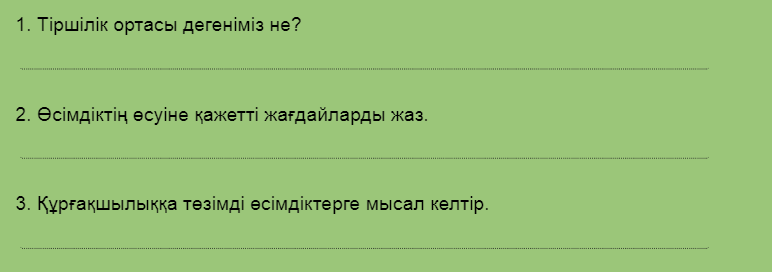 1. Тіршілік ортасы дегеніміз не?
2. Өсімдіктің өсуіне қажетті жағдайларды жаз.
3. Құрғақшылыққа төзімді өсімдіктерге мысал келтір.